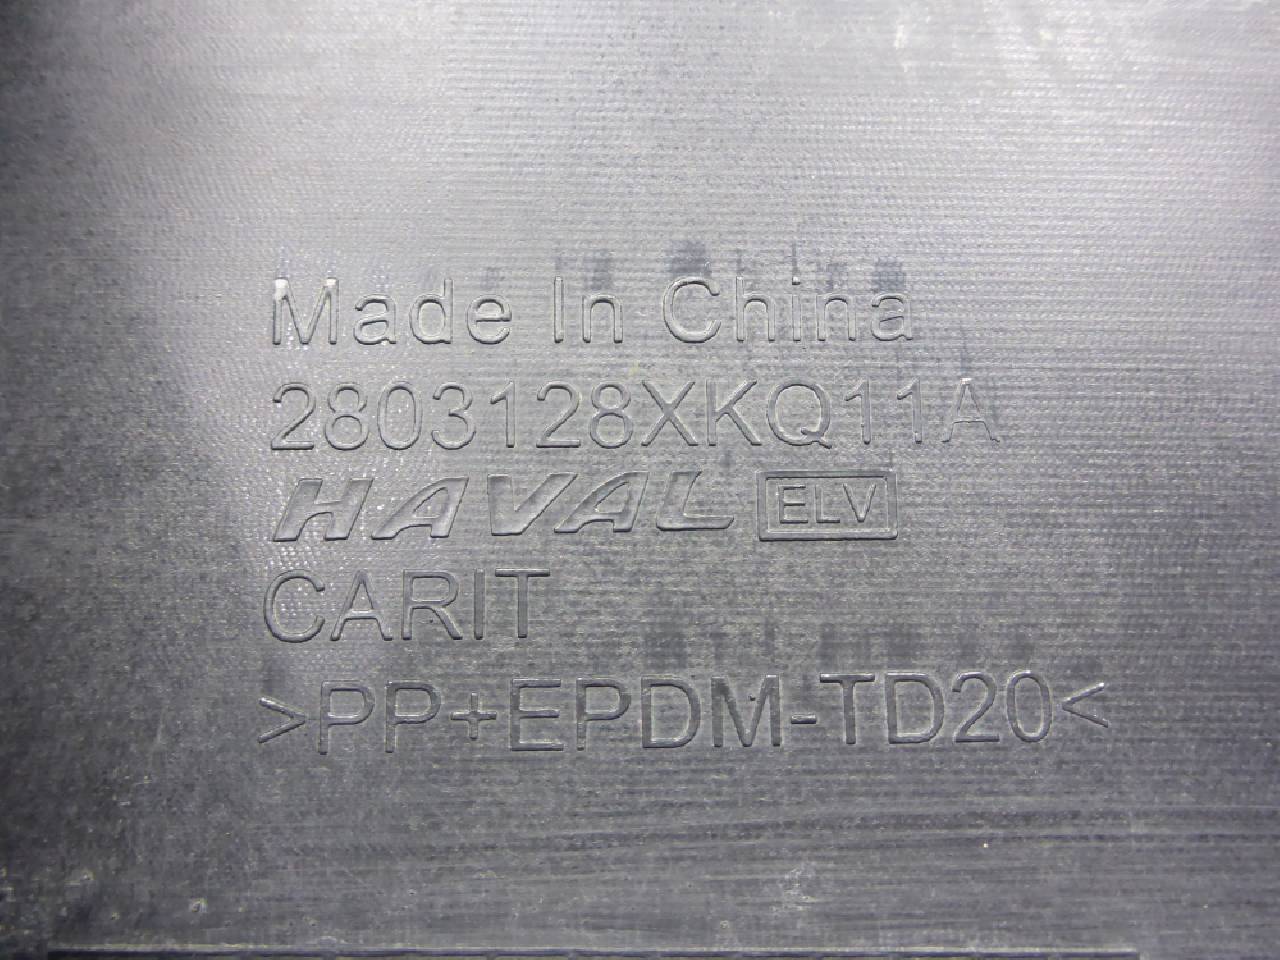 Made In China
2803128XKQ11A
HAVAL ELV
CARIT
>PP+EPDM-TD20<